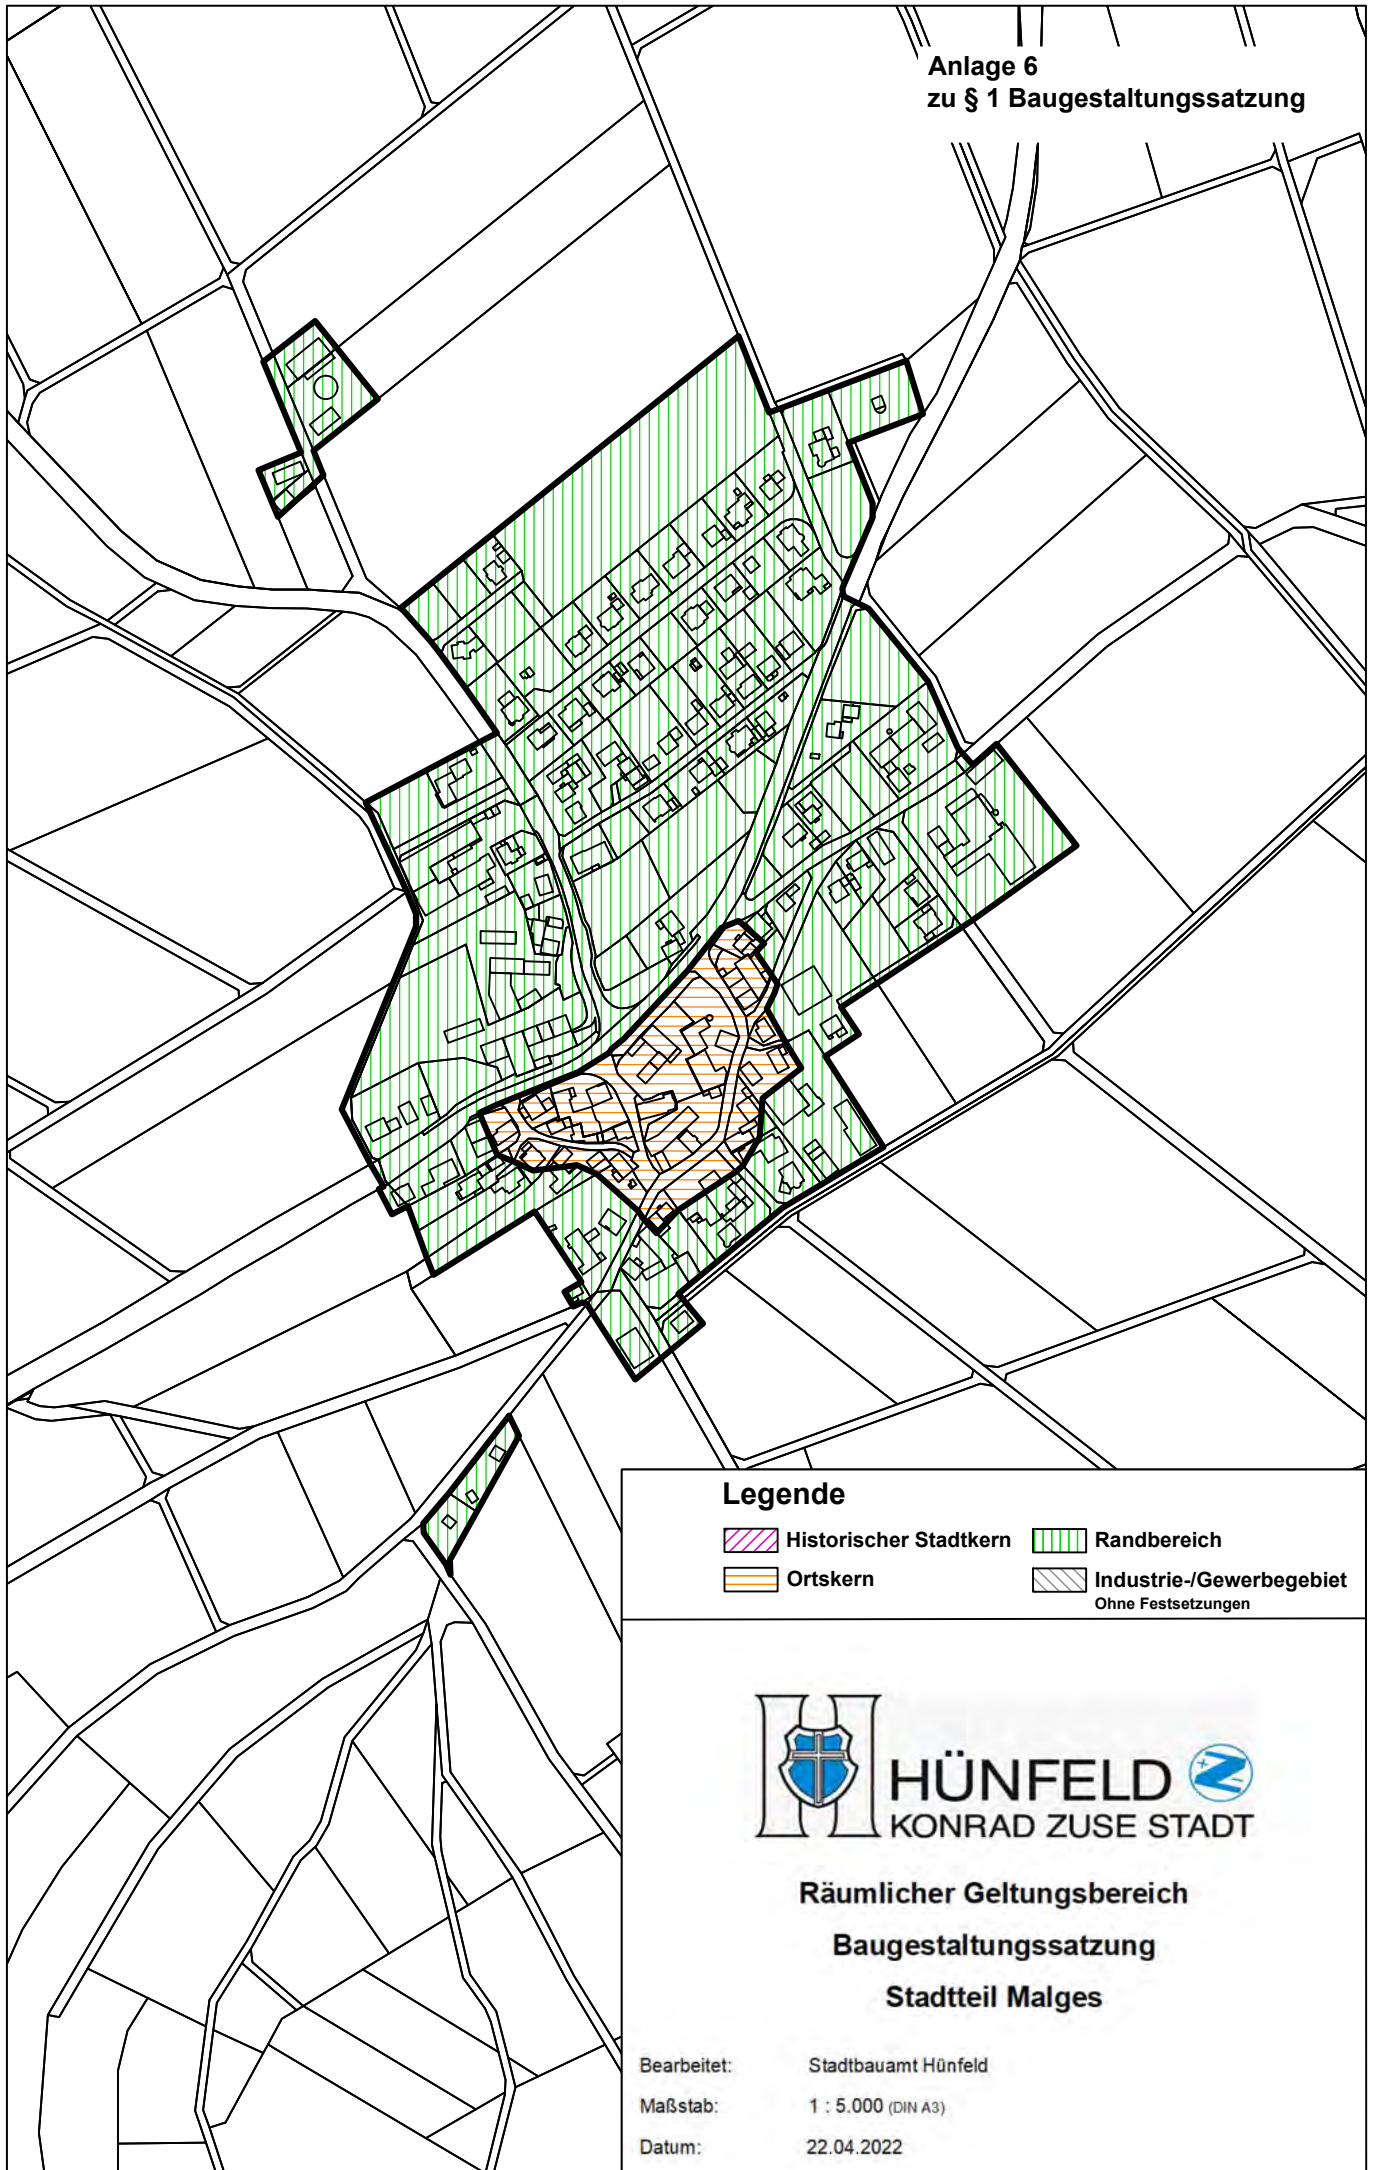 Anlage 6
zu § 1 Baugestaltungssatzung
Legende
Historischer Stadtkern
Randbereich
Ortskern
Industrie-/Gewerbegebiet
Ohne Festsetzungen
HÜNFELD
KONRAD ZUSE STADT
Räumlicher Geltungsbereich
Baugestaltungssatzung
Stadtteil Malges
Bearbeitet: Stadtbauamt Hünfeld
Maßstab: 1 : 5.000 (DIN A3)
Datum: 22.04.2022